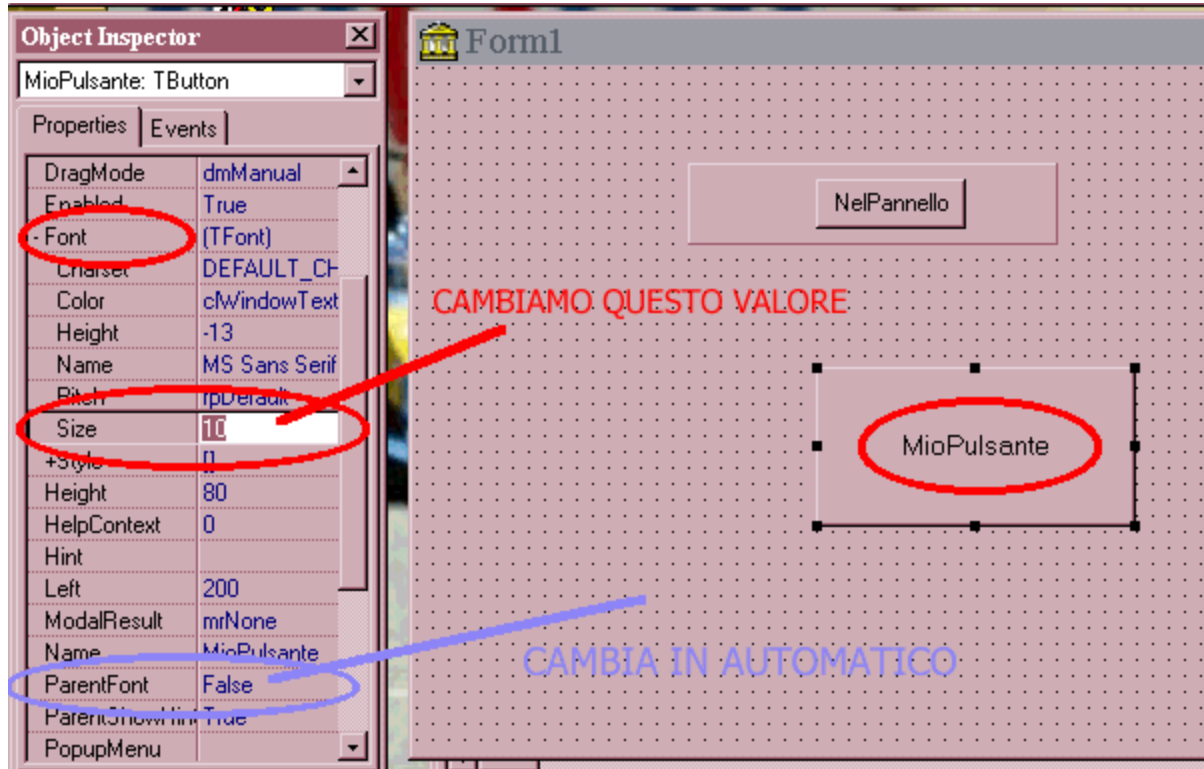 Object Inspector
MioPulsante: TButton
Properties
Events
DragMode dmManual
Enabled True
- Font (TFont)
Charset DEFAULT_CH
Color clWindowText
Height -13
Name MS Sans Serif
Pitch fpDefault
Size 10
+Style []
Height 80
HelpContext 0
Hint
Left 200
ModalResult mrNone
Name MioPulsante
ParentFont False
ParentShowHint True
PopupMenu
Form1
NelPannello
CAMBIAMO QUESTO VALORE
MioPulsante
CAMBIA IN AUTOMATICO